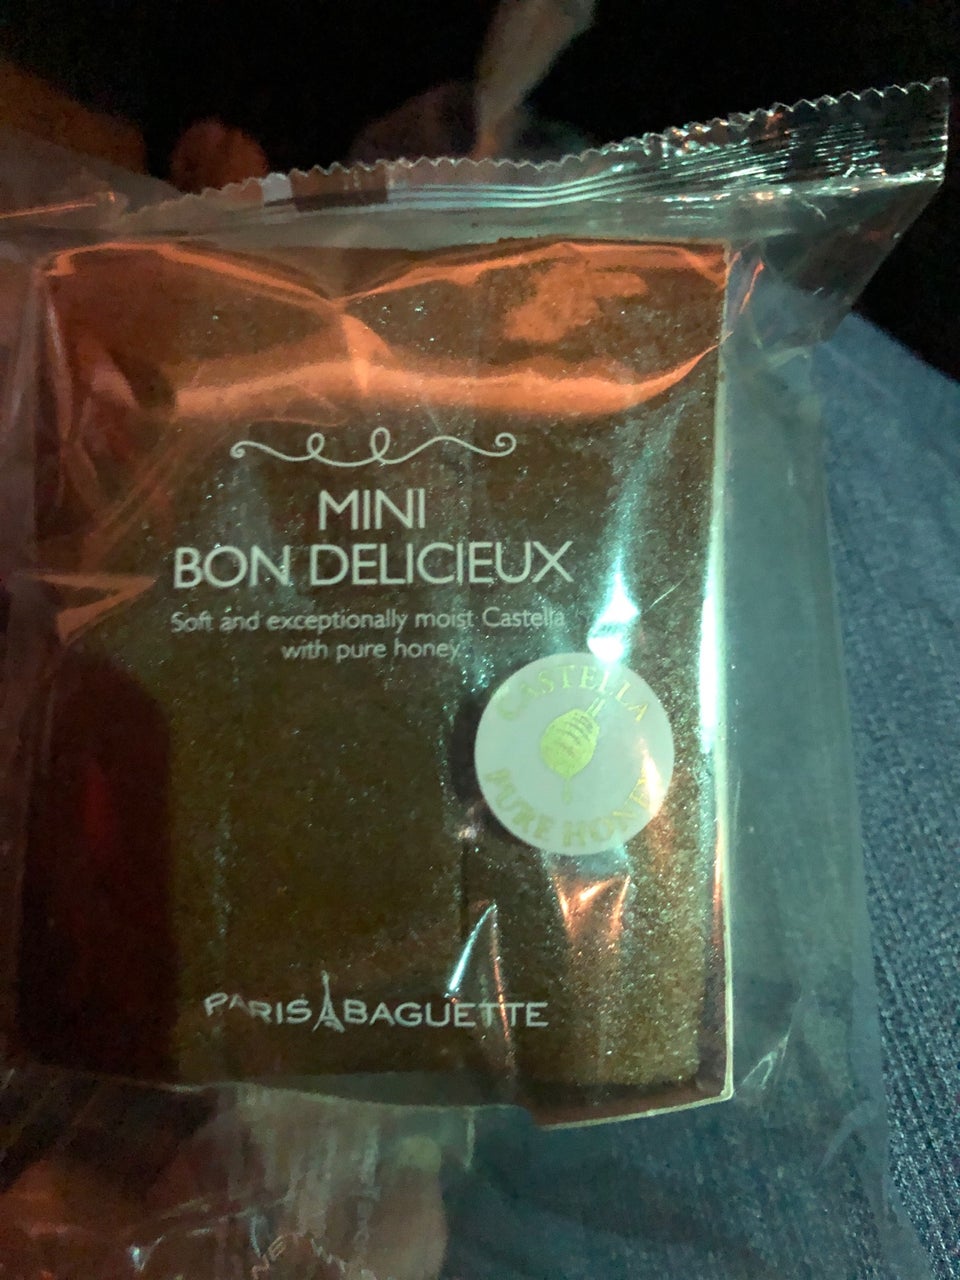 MINI
BON DELICIEUX
Soft and exceptionally moist Castella
with pure honey
CASTELLA
PURE HONEY
PARIS BAGUETTE